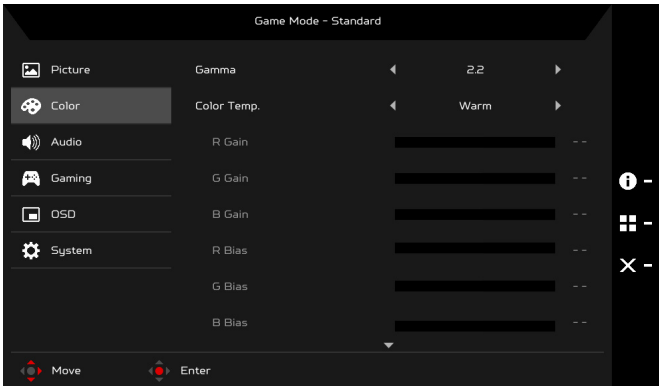 Game Mode - Standard
Picture
Gamma 2.2
Color
Color Temp. Warm
Audio
R Gain --
Gaming
G Gain --
OSD
B Gain --
System
R Bias --
G Bias --
B Bias --
Move Enter